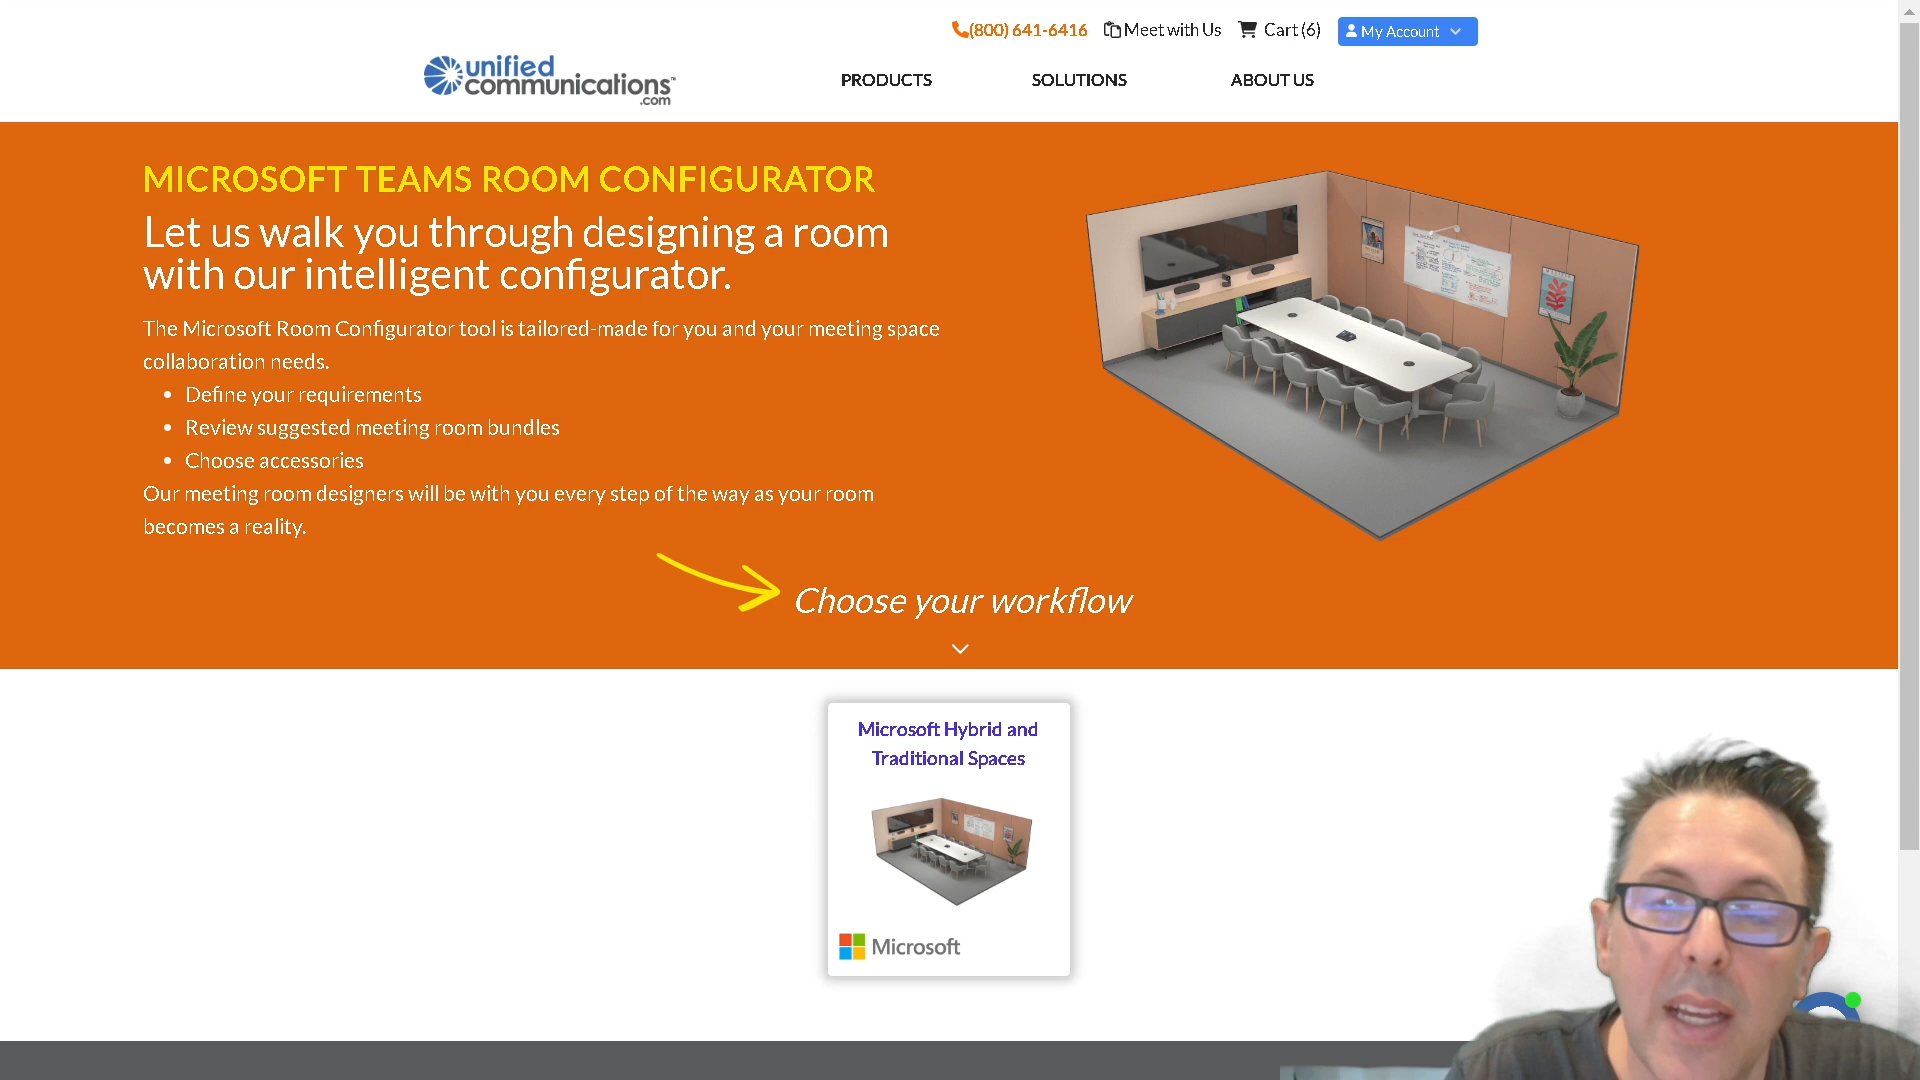 (800) 641-6416 Meet with Us Cart (6) My Account
unified
communications™
.com
PRODUCTS SOLUTIONS ABOUT US
MICROSOFT TEAMS ROOM CONFIGURATOR
Let us walk you through designing a room
with our intelligent configurator.
The Microsoft Room Configurator tool is tailored-made for you and your meeting space
collaboration needs.
• Define your requirements
• Review suggested meeting room bundles
• Choose accessories
Our meeting room designers will be with you every step of the way as your room
becomes a reality.
Choose your workflow
Microsoft Hybrid and
Traditional Spaces
Microsoft